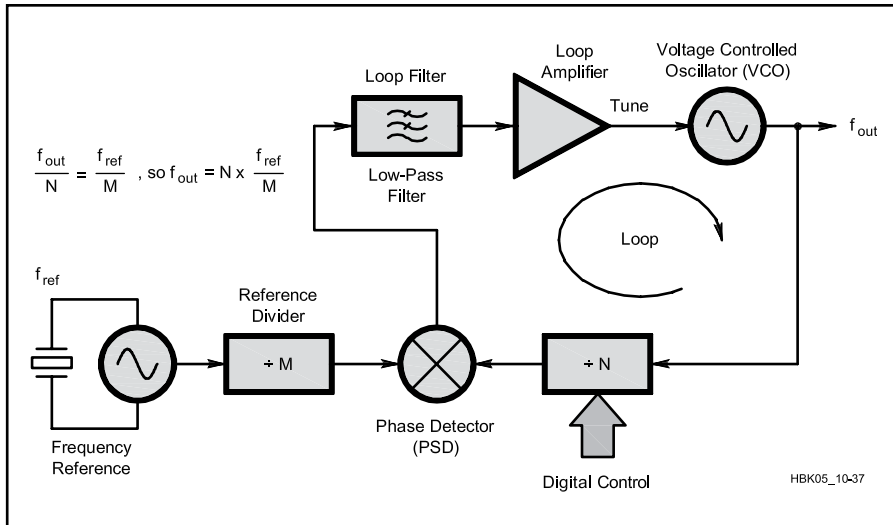 Loop
Amplifier
Voltage Controlled
Oscillator (VCO)
Loop Filter
Tune
f_out
Low-Pass
Filter
f_out/N = f_ref/M , so f_out = N x f_ref/M
Loop
f_ref
Reference
Divider
÷ M
÷ N
Phase Detector
(PSD)
Frequency
Reference
Digital Control
HBK05_10-37